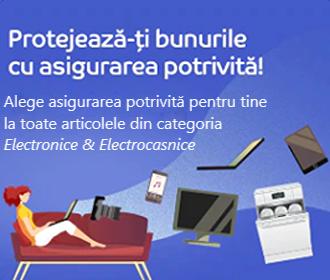 Protejează-ți bunurile
cu asigurarea potrivită!
Alege asigurarea potrivită pentru tine
la toate articolele din categoria
Electronice & Electrocasnice